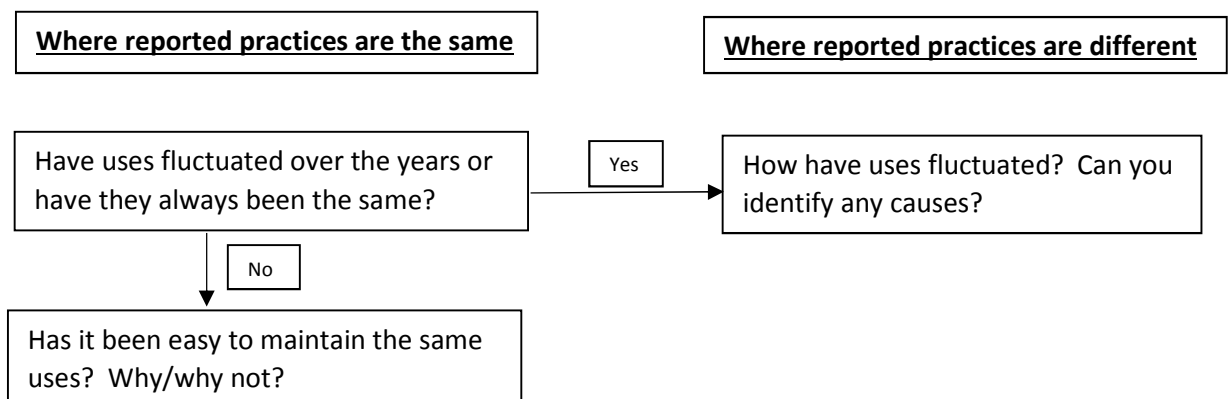 Where reported practices are the same
Where reported practices are different
Have uses fluctuated over the years or
have they always been the same?
Yes
How have uses fluctuated?  Can you
identify any causes?
No
Has it been easy to maintain the same
uses?  Why/why not?